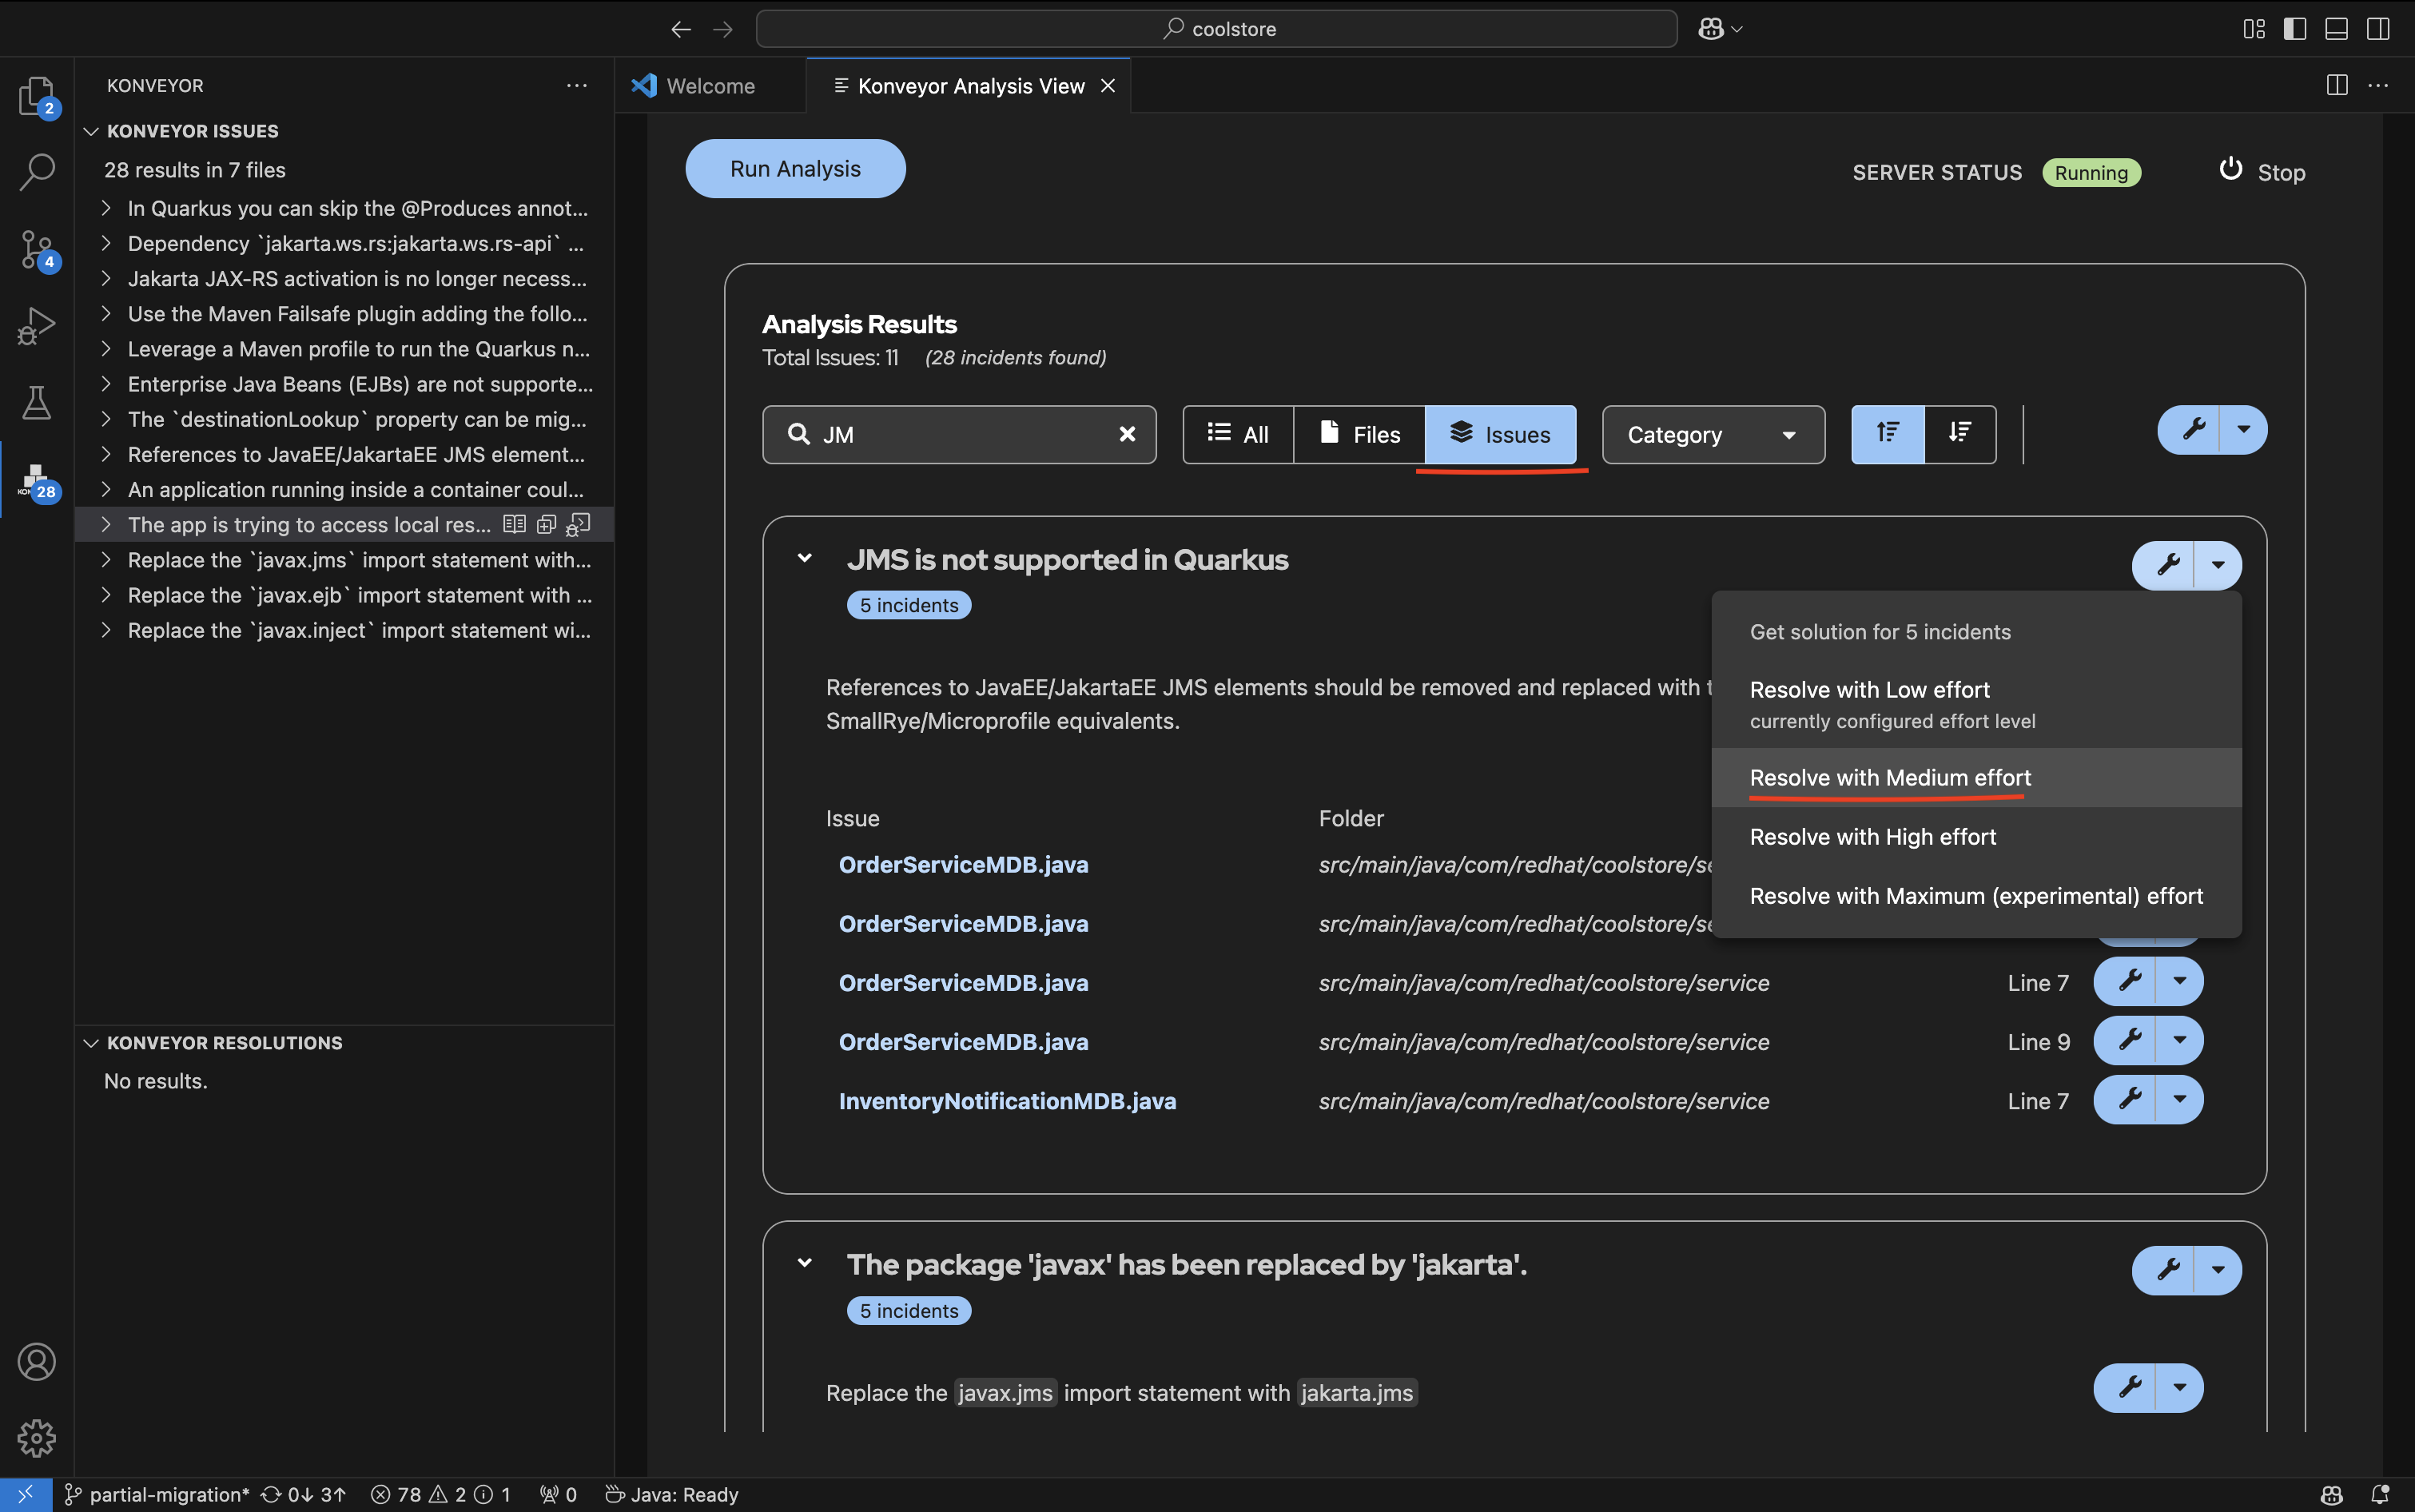 coolstore
KONVEYOR
Welcome
Konveyor Analysis View
2
4
28
KONVEYOR ISSUES
28 results in 7 files
In Quarkus you can skip the @Produces annot...
Dependency `jakarta.ws.rs:jakarta.ws.rs-api` ...
Jakarta JAX-RS activation is no longer necess...
Use the Maven Failsafe plugin adding the follo...
Leverage a Maven profile to run the Quarkus n...
Enterprise Java Beans (EJBs) are not supporte...
The `destinationLookup` property can be mig...
References to JavaEE/JakartaEE JMS element...
An application running inside a container coul...
The app is trying to access local res...
Replace the `javax.jms` import statement with...
Replace the `javax.ejb` import statement with ...
Replace the `javax.inject` import statement wi...
KONVEYOR RESOLUTIONS
No results.
Run Analysis
SERVER STATUS Running Stop
Analysis Results
Total Issues: 11 (28 incidents found)
JM All Files Issues Category
JMS is not supported in Quarkus
5 incidents
References to JavaEE/JakartaEE JMS elements should be removed and replaced with t
SmallRye/Microprofile equivalents.
Get solution for 5 incidents
Resolve with Low effort
currently configured effort level
Resolve with Medium effort
Resolve with High effort
Resolve with Maximum (experimental) effort
Issue Folder
OrderServiceMDB.java src/main/java/com/redhat/coolstore/se
OrderServiceMDB.java src/main/java/com/redhat/coolstore/se
OrderServiceMDB.java src/main/java/com/redhat/coolstore/service Line 7
OrderServiceMDB.java src/main/java/com/redhat/coolstore/service Line 9
InventoryNotificationMDB.java src/main/java/com/redhat/coolstore/service Line 7
The package 'javax' has been replaced by 'jakarta'.
5 incidents
Replace the javax.jms import statement with jakarta.jms
partial-migration* 0↓ 3↑ 78 2 1 0 Java: Ready